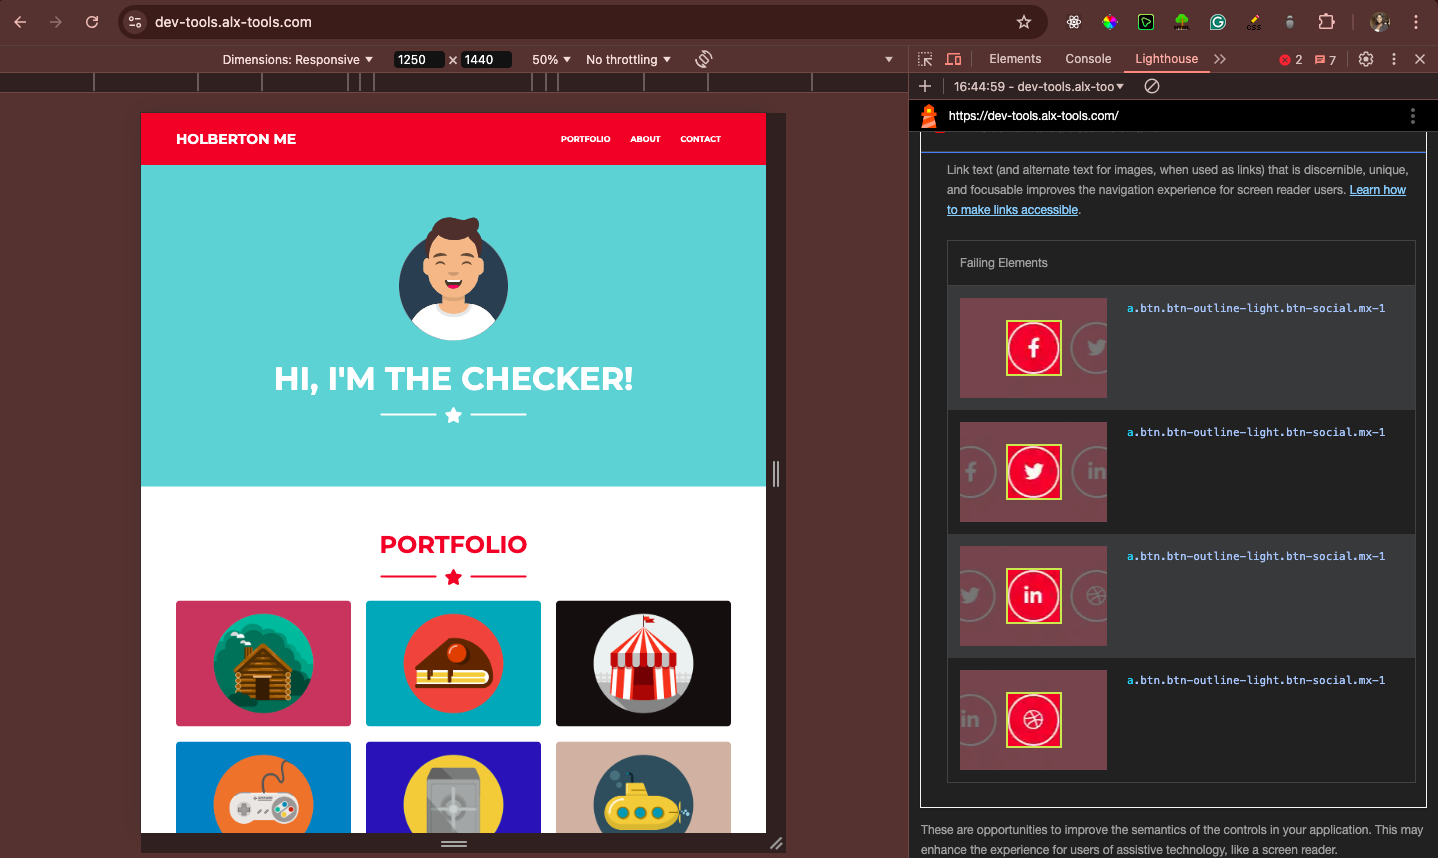 dev-tools.alx-tools.com
Dimensions: Responsive 1250 × 1440 50% No throttling
Elements Console Lighthouse 2 7
16:44:59 - dev-tools.alx-too
https://dev-tools.alx-tools.com/
HOLBERTON ME PORTFOLIO ABOUT CONTACT
HI, I'M THE CHECKER!
PORTFOLIO
Link text (and alternate text for images, when used as links) that is discernible, unique,
and focusable improves the navigation experience for screen reader users. Learn how
to make links accessible.
Failing Elements
a.btn.btn-outline-light.btn-social.mx-1
a.btn.btn-outline-light.btn-social.mx-1
a.btn.btn-outline-light.btn-social.mx-1
a.btn.btn-outline-light.btn-social.mx-1
These are opportunities to improve the semantics of the controls in your application. This may
enhance the experience for users of assistive technology, like a screen reader.